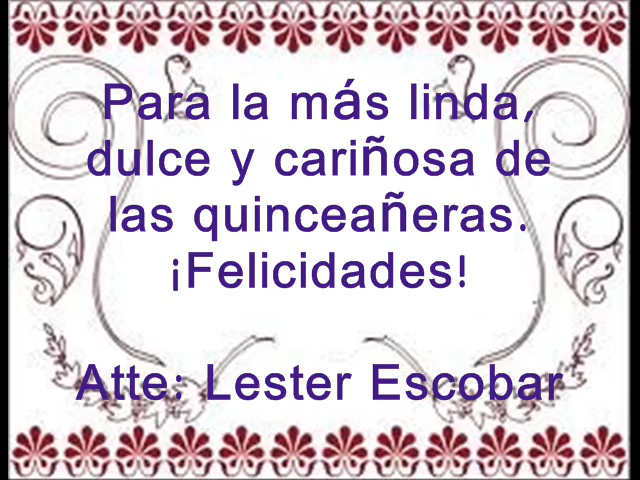 Para la más linda,
dulce y cariñosa de
las quinceañeras.
¡Felicidades!
Atte: Lester Escobar